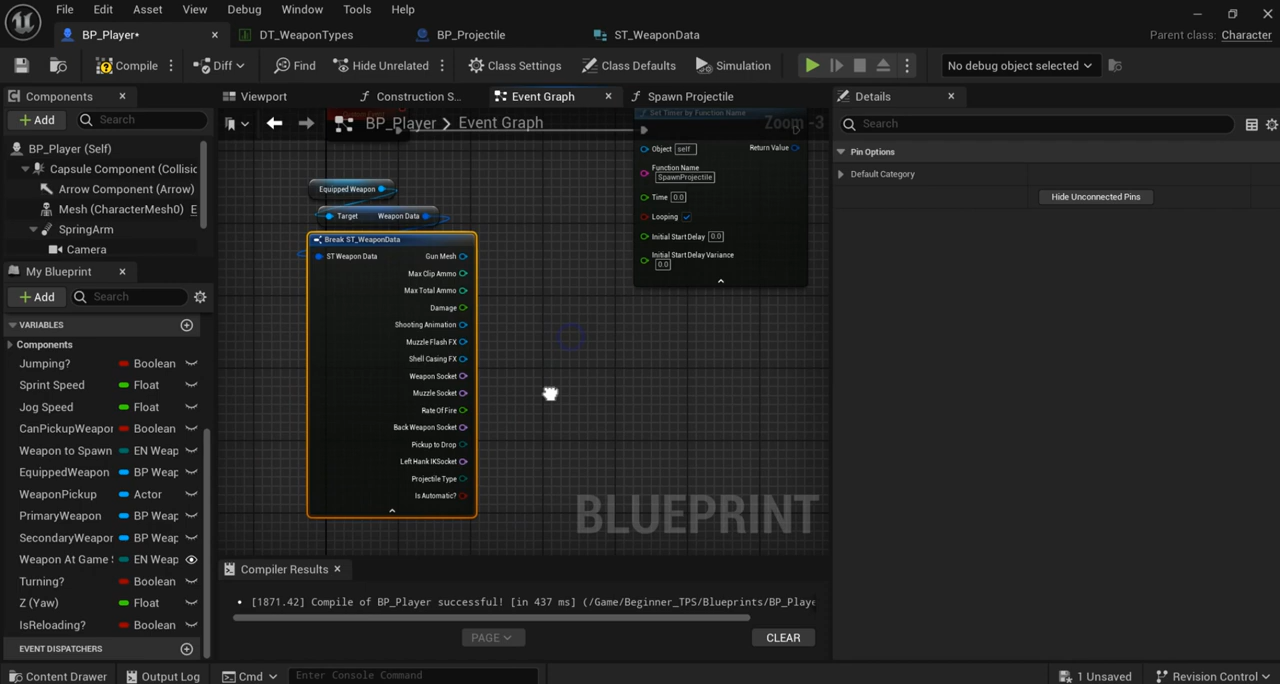 File Edit Asset View Debug Window Tools Help
BP_Player• DT_WeaponTypes BP_Projectile ST_WeaponData
Parent class: Character
Compile Diff Find Hide Unrelated Class Settings Class Defaults Simulation No debug object selected
Components
Viewport Construction S... Event Graph Spawn Projectile
Details
+ Add Search
BP_Player > Event Graph
Zoom -3
Search
BP_Player (Self)
Capsule Component (Collisic
Arrow Component (Arrow)
Mesh (CharacterMesh0) E
SpringArm
Camera
Pin Options
Default Category
Hide Unconnected Pins
My Blueprint
+ Add Search
VARIABLES
Components
Jumping? Boolean
Sprint Speed Float
Jog Speed Float
CanPickupWeapor Boolean
Weapon to Spawn EN Weap
EquippedWeapon BP Weap
WeaponPickup Actor
PrimaryWeapon BP Weap
SecondaryWeapor BP Weap
Weapon At Game S EN Weap
Turning? Boolean
Z (Yaw) Float
IsReloading? Boolean
EVENT DISPATCHERS
Equipped Weapon
Target Weapon Data
Break ST_WeaponData
ST Weapon Data Gun Mesh
Max Clip Ammo
Max Total Ammo
Damage
Shooting Animation
Muzzle Flash FX
Shell Casing FX
Weapon Socket
Muzzle Socket
Rate Of Fire
Back Weapon Socket
Pickup to Drop
Left Hank IKSocket
Projectile Type
Is Automatic?
Set Timer by Function Name
Object self Return Value
Function Name
SpawnProjectile
Time 0.0
Looping
Initial Start Delay 0.0
Initial Start Delay Variance
0.0
BLUEPRINT
Compiler Results
• [1871.42] Compile of BP_Player successful! [in 437 ms] (/Game/Beginner_TPS/Blueprints/BP_Playe
PAGE CLEAR
Content Drawer Output Log Cmd Enter Console Command 1 Unsaved Revision Control